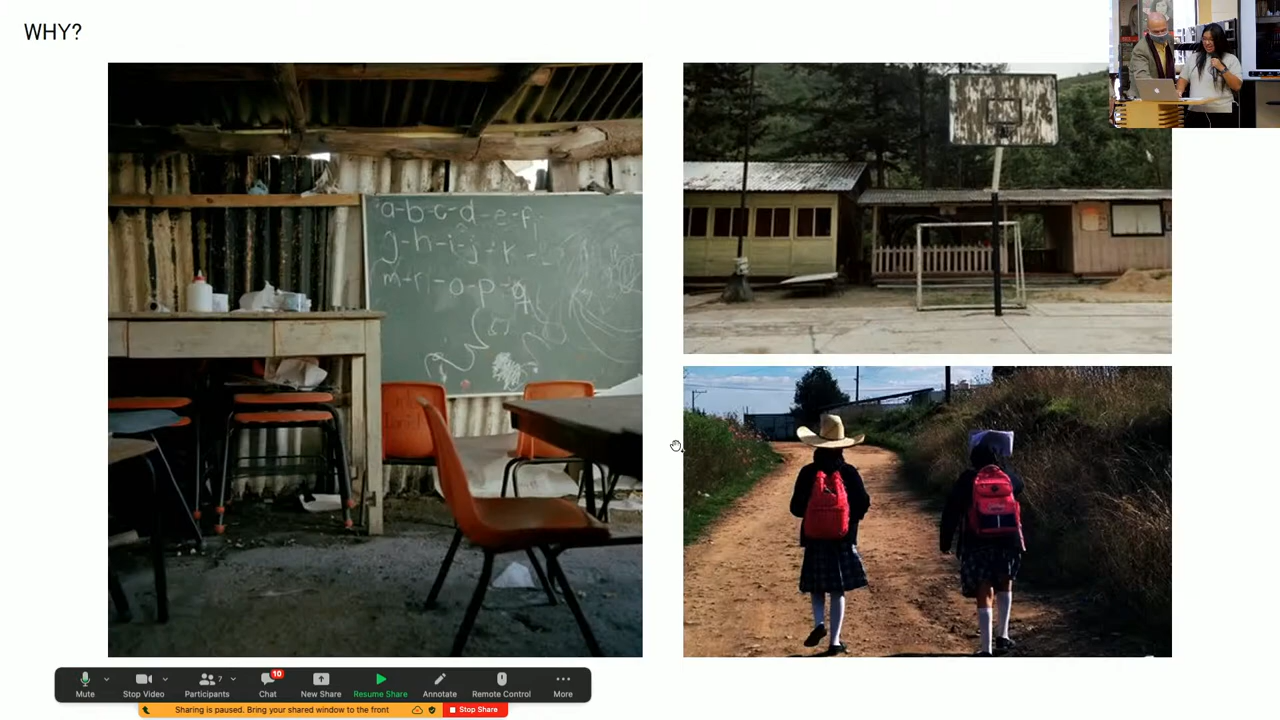 WHY?
a-b-c-d-e-f
g-h-i-j-k
m-n-o-p-q
7
10
Mute
Stop Video
Participants
Chat
New Share
Resume Share
Annotate
Remote Control
More
Sharing is paused. Bring your shared window to the front
Stop Share